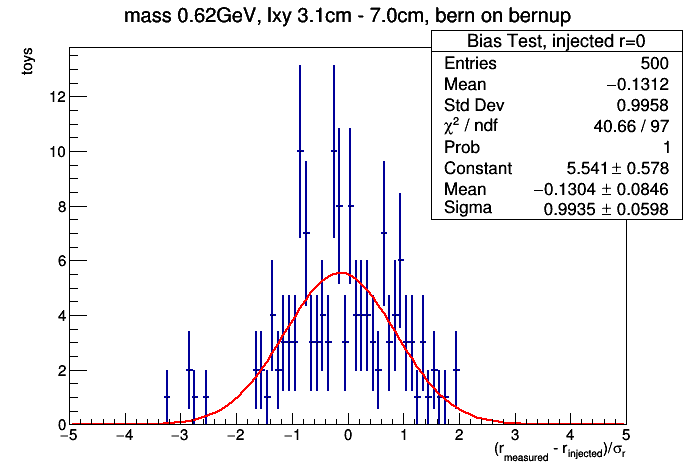 mass 0.62GeV, lxy 3.1cm - 7.0cm, bern on bernup
toys
Bias Test, injected r=0
Entries 500
Mean −0.1312
Std Dev 0.9958
χ² / ndf 40.66 / 97
Prob 1
Constant 5.541 ± 0.578
Mean −0.1304 ± 0.0846
Sigma 0.9935 ± 0.0598
12
10
8
6
4
2
0
−5 −4 −3 −2 −1 0 1 2 3 4 5
(r_measured - r_injected)/σ_r